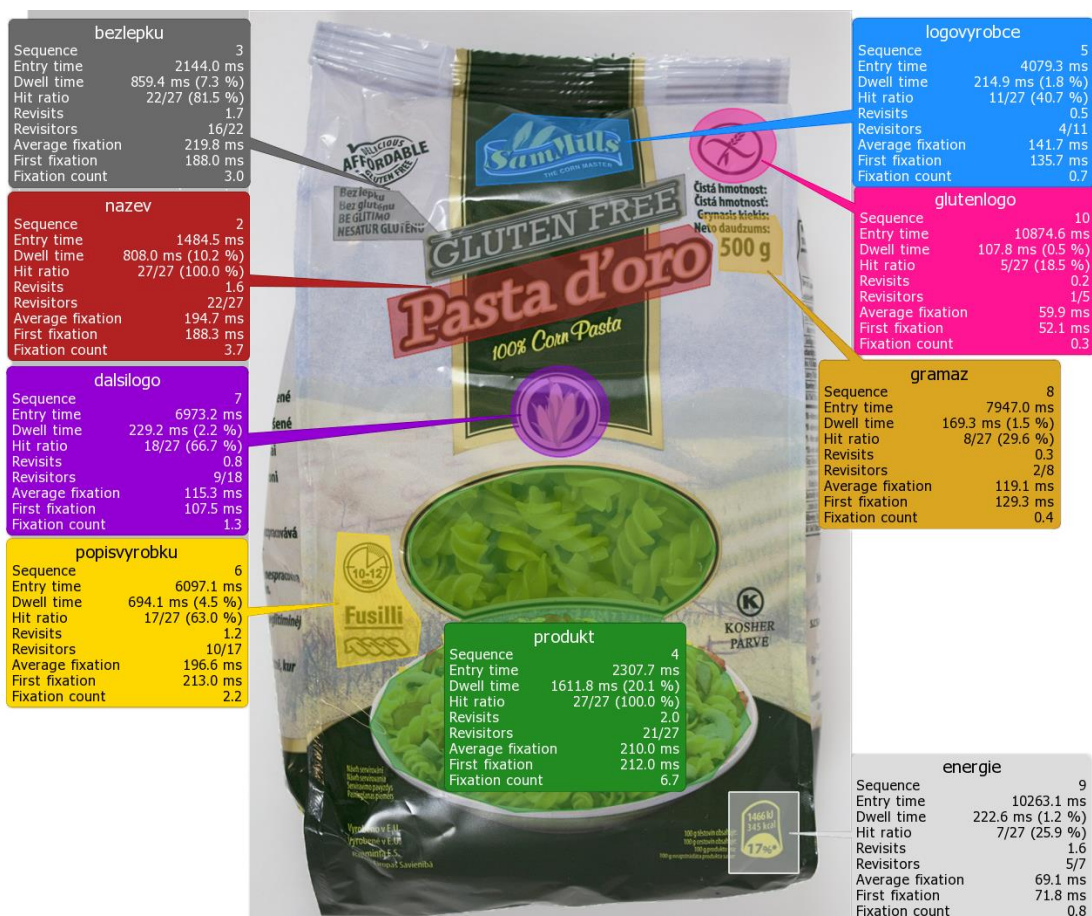 bezlepku
Sequence 3
Entry time 2144.0 ms
Dwell time 859.4 ms (7.3 %)
Hit ratio 22/27 (81.5 %)
Revisits 1.7
Revisitors 16/22
Average fixation 219.8 ms
First fixation 188.0 ms
Fixation count 3.0
nazev
Sequence 2
Entry time 1484.5 ms
Dwell time 808.0 ms (10.2 %)
Hit ratio 27/27 (100.0 %)
Revisits 1.6
Revisitors 22/27
Average fixation 194.7 ms
First fixation 188.3 ms
Fixation count 3.7
dalsilogo
Sequence 7
Entry time 6973.2 ms
Dwell time 229.2 ms (2.2 %)
Hit ratio 18/27 (66.7 %)
Revisits 0.8
Revisitors 9/18
Average fixation 115.3 ms
First fixation 107.5 ms
Fixation count 1.3
popisvyrobku
Sequence 6
Entry time 6097.1 ms
Dwell time 694.1 ms (4.5 %)
Hit ratio 17/27 (63.0 %)
Revisits 1.2
Revisitors 10/17
Average fixation 196.6 ms
First fixation 213.0 ms
Fixation count 2.2
DELICIOUS
AFFORDABLE
GLUTEN FREE
Bez lepku
Bez gluténu
BE GLITIMO
NESATUR GLUTĒNU
SamMills
THE CORN MASTER
GLUTEN FREE
Pasta d'oro
100% Corn Pasta
Čistá hmotnost:
Čistá hmotnosť:
Grynasis kiekis:
Neto daudzums:
500 g
10-12
min.
Fusilli
K
KOSHER
PARVE
produkt
Sequence 4
Entry time 2307.7 ms
Dwell time 1611.8 ms (20.1 %)
Hit ratio 27/27 (100.0 %)
Revisits 2.0
Revisitors 21/27
Average fixation 210.0 ms
First fixation 212.0 ms
Fixation count 6.7
Návrh servírování
Vyrobené v E.U.
1466 kJ
345 kcal
17%*
logovyrobce
Sequence 5
Entry time 4079.3 ms
Dwell time 214.9 ms (1.8 %)
Hit ratio 11/27 (40.7 %)
Revisits 0.5
Revisitors 4/11
Average fixation 141.7 ms
First fixation 135.7 ms
Fixation count 0.7
glutenlogo
Sequence 10
Entry time 10874.6 ms
Dwell time 107.8 ms (0.5 %)
Hit ratio 5/27 (18.5 %)
Revisits 0.2
Revisitors 1/5
Average fixation 59.9 ms
First fixation 52.1 ms
Fixation count 0.3
gramaz
Sequence 8
Entry time 7947.0 ms
Dwell time 169.3 ms (1.5 %)
Hit ratio 8/27 (29.6 %)
Revisits 0.3
Revisitors 2/8
Average fixation 119.1 ms
First fixation 129.3 ms
Fixation count 0.4
energie
Sequence 9
Entry time 10263.1 ms
Dwell time 222.6 ms (1.2 %)
Hit ratio 7/27 (25.9 %)
Revisits 1.6
Revisitors 5/7
Average fixation 69.1 ms
First fixation 71.8 ms
Fixation count 0.8